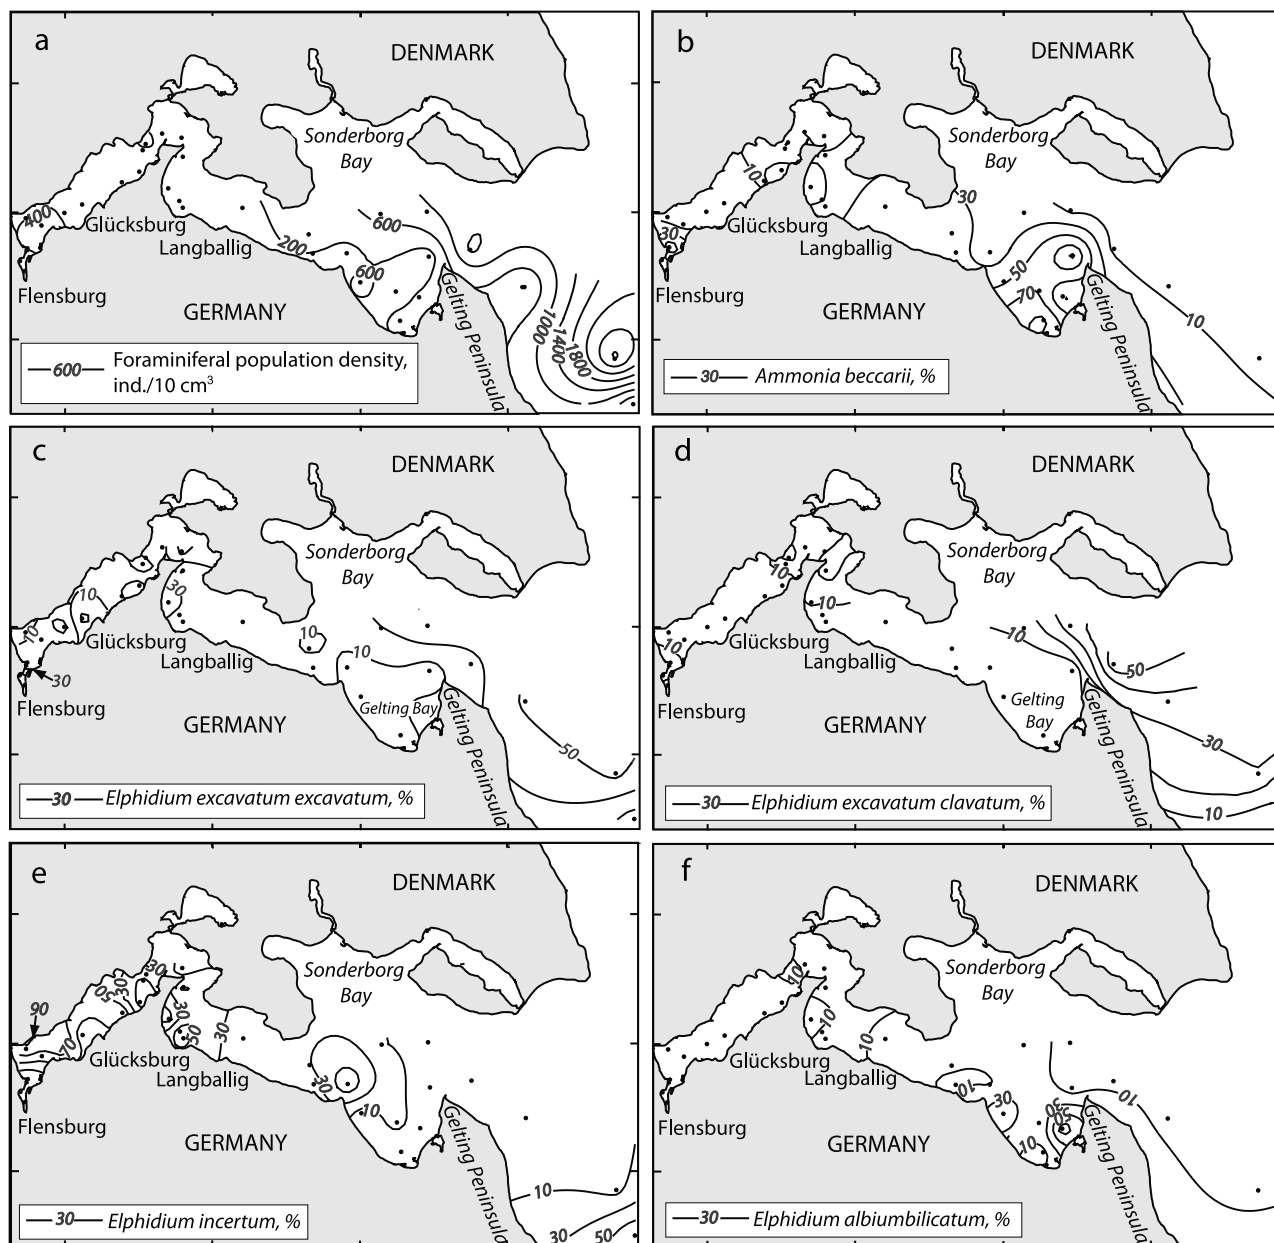 a
DENMARK
Sonderborg
Bay
400
600
Glücksburg
Langballig
200
600
Flensburg
GERMANY
Gelting Peninsula
1000
1400
1800
600 Foraminiferal population density,
ind./10 cm³
b
DENMARK
Sonderborg
Bay
10
30
Glücksburg
Langballig
30
50
70
Flensburg
GERMANY
Gelting Peninsula
10
30 Ammonia beccarii, %
c
DENMARK
Sonderborg
Bay
10
30
10
10
Glücksburg
Langballig
10
30
Flensburg
Gelting Bay
GERMANY
Gelting Peninsula
50
30 Elphidium excavatum excavatum, %
d
DENMARK
Sonderborg
Bay
10
10
10
10
Glücksburg
Langballig
50
Flensburg
Gelting
Bay
GERMANY
Gelting Peninsula
30
10
30 Elphidium excavatum clavatum, %
e
DENMARK
Sonderborg
Bay
30
30
50
90
30
50
30
70
Glücksburg
Langballig
30
10
Flensburg
GERMANY
Gelting Peninsula
10
30
50
30 Elphidium incertum, %
f
DENMARK
Sonderborg
Bay
10
10
10
Glücksburg
Langballig
10
30
30
50
10
10
Flensburg
GERMANY
Gelting Peninsula
30 Elphidium albiumbilicatum, %